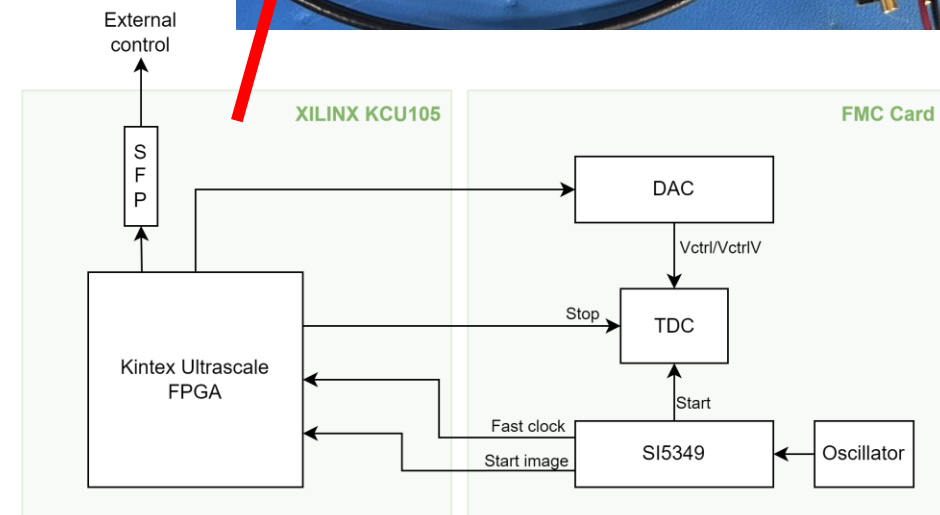 External
control
XILINX KCU105
FMC Card
S
F
P
DAC
Vctrl/VctrlV
Stop
TDC
Kintex Ultrascale
FPGA
Start
Fast clock
Start image
SI5349
Oscillator